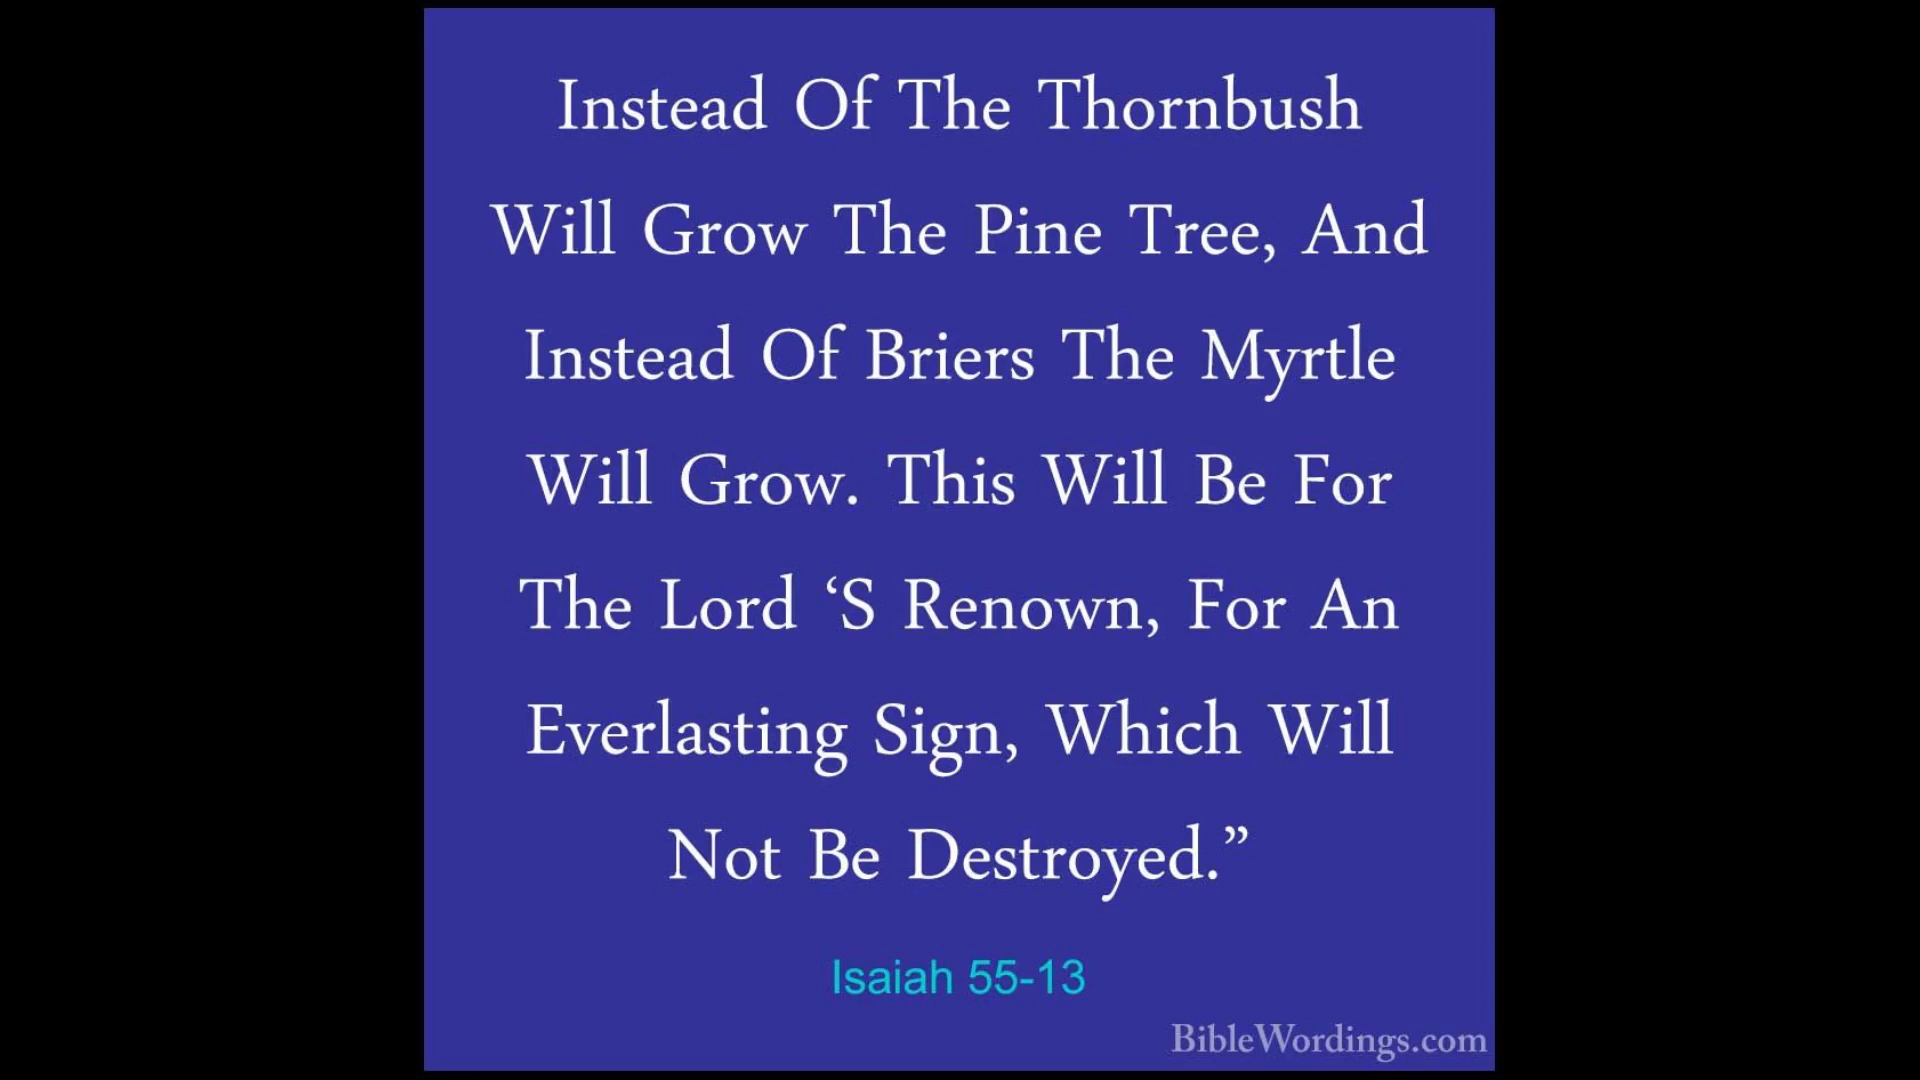 Instead Of The Thornbush
Will Grow The Pine Tree, And
Instead Of Briers The Myrtle
Will Grow. This Will Be For
The Lord ‘S Renown, For An
Everlasting Sign, Which Will
Not Be Destroyed.”
Isaiah 55-13
BibleWordings.com